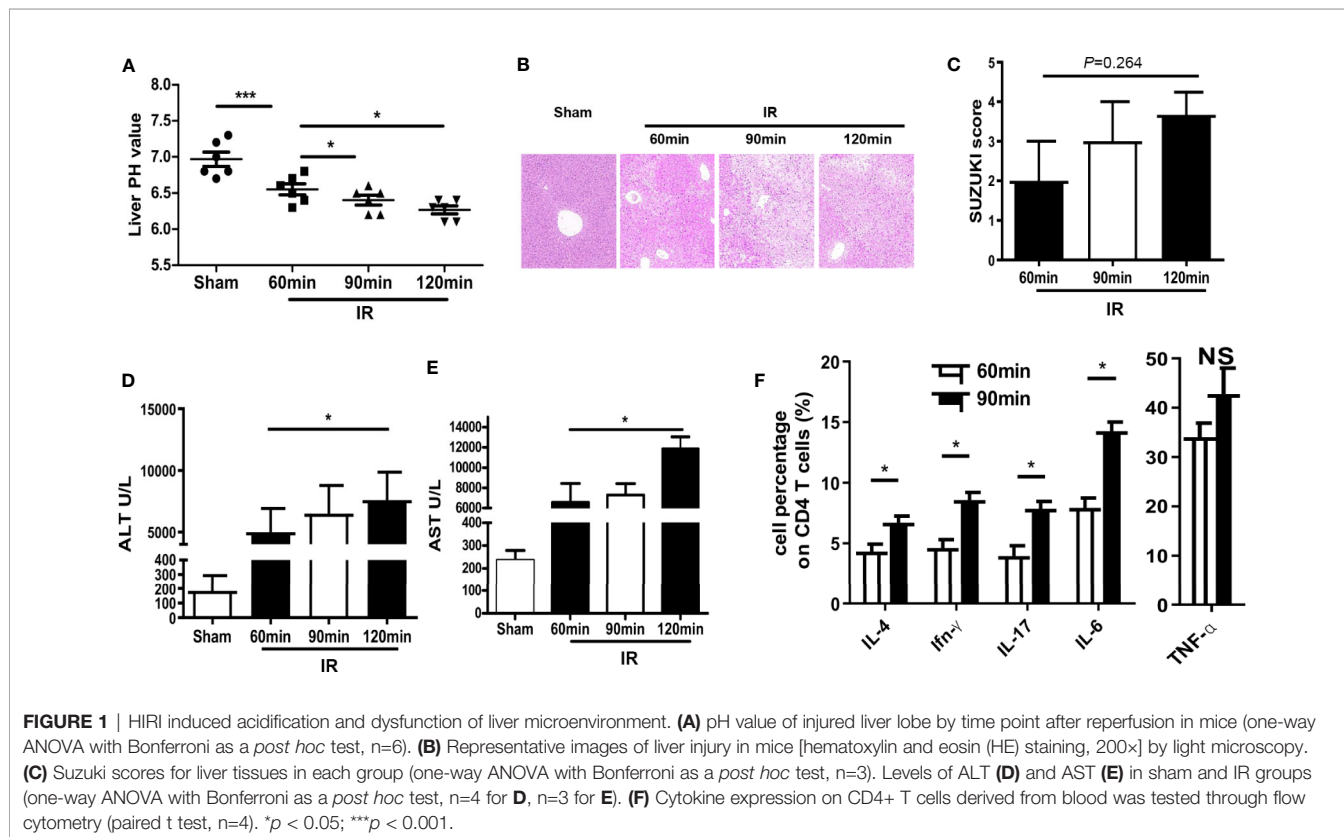 A
Liver PH value
8.0
7.5
7.0
6.5
6.0
5.5
***
*
*
Sham 60min 90min 120min
IR
B
Sham
IR
60min 90min 120min
C
SUZUKI score
5
4
3
2
1
0
P=0.264
60min 90min 120min
IR
D
ALT U/L
15000
10000
5000
400
300
200
100
0
*
Sham 60min 90min 120min
IR
E
AST U/L
14000
12000
10000
8000
6000
400
300
200
100
0
*
Sham 60min 90min 120min
IR
F
cell percentage
on CD4 T cells (%)
20
15
10
5
0
60min
90min
*
*
*
*
IL-4 Ifn-γ IL-17 IL-6
50
40
30
20
10
0
NS
TNF-α
FIGURE 1 | HIRI induced acidification and dysfunction of liver microenvironment. (A) pH value of injured liver lobe by time point after reperfusion in mice (one-way
ANOVA with Bonferroni as a post hoc test, n=6). (B) Representative images of liver injury in mice [hematoxylin and eosin (HE) staining, 200×] by light microscopy.
(C) Suzuki scores for liver tissues in each group (one-way ANOVA with Bonferroni as a post hoc test, n=3). Levels of ALT (D) and AST (E) in sham and IR groups
(one-way ANOVA with Bonferroni as a post hoc test, n=4 for D, n=3 for E). (F) Cytokine expression on CD4+ T cells derived from blood was tested through flow
cytometry (paired t test, n=4). *p < 0.05; ***p < 0.001.